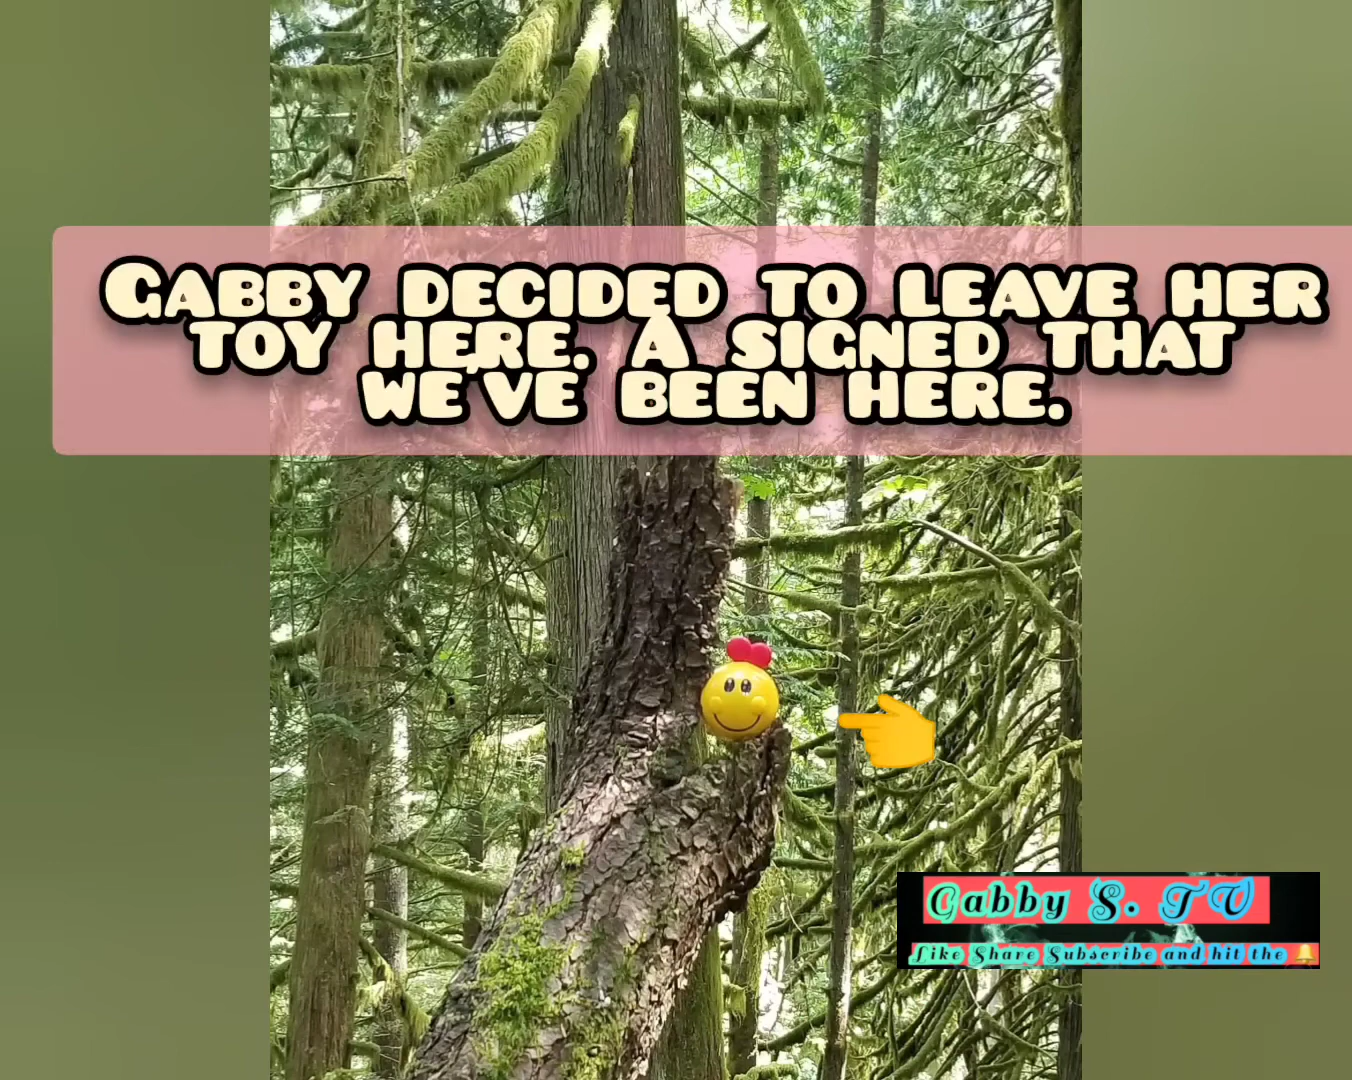 Gabby decided to leave her
toy here. A signed that
we've been here.
Gabby S. TV
Like Share Subscribe and hit the 🔔